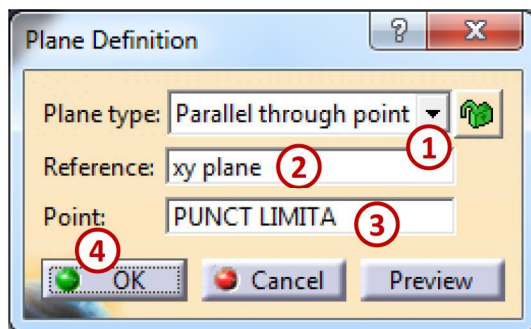 Plane Definition ? X
Plane type: Parallel through point 1
Reference: xy plane 2
Point: PUNCT LIMITA 3
4
OK Cancel Preview